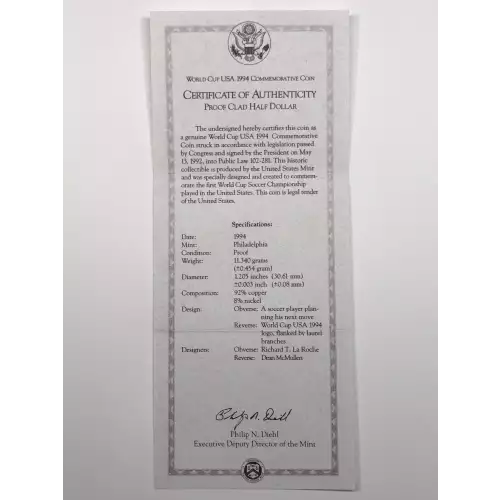 WORLD CUP USA 1994 COMMEMORATIVE COIN
CERTIFICATE OF AUTHENTICITY
PROOF CLAD HALF DOLLAR
The undersigned hereby certifies this coin as
a genuine World Cup USA 1994 Commemorative
Coin struck in accordance with legislation passed
by Congress and signed by the President on May
13, 1992, into Public Law 102-281. This historic
collectible is produced by the United States Mint
and was specially designed and created to commem-
orate the first World Cup Soccer Championship
played in the United States. This coin is legal tender
of the United States.
Specifications:
Date: 1994
Mint: Philadelphia
Condition: Proof
Weight: 11.340 grams
(±0.454 gram)
Diameter: 1.205 inches (30.61 mm)
±0.003 inch (±0.08 mm)
Composition: 92% copper
8% nickel
Design: Obverse: A soccer player plan-
ning his next move
Reverse: World Cup USA 1994
logo, flanked by laurel
branches
Designers: Obverse: Richard T. La Roche
Reverse: Dean McMullen
Philip N. Diehl
Philip N. Diehl
Executive Deputy Director of the Mint